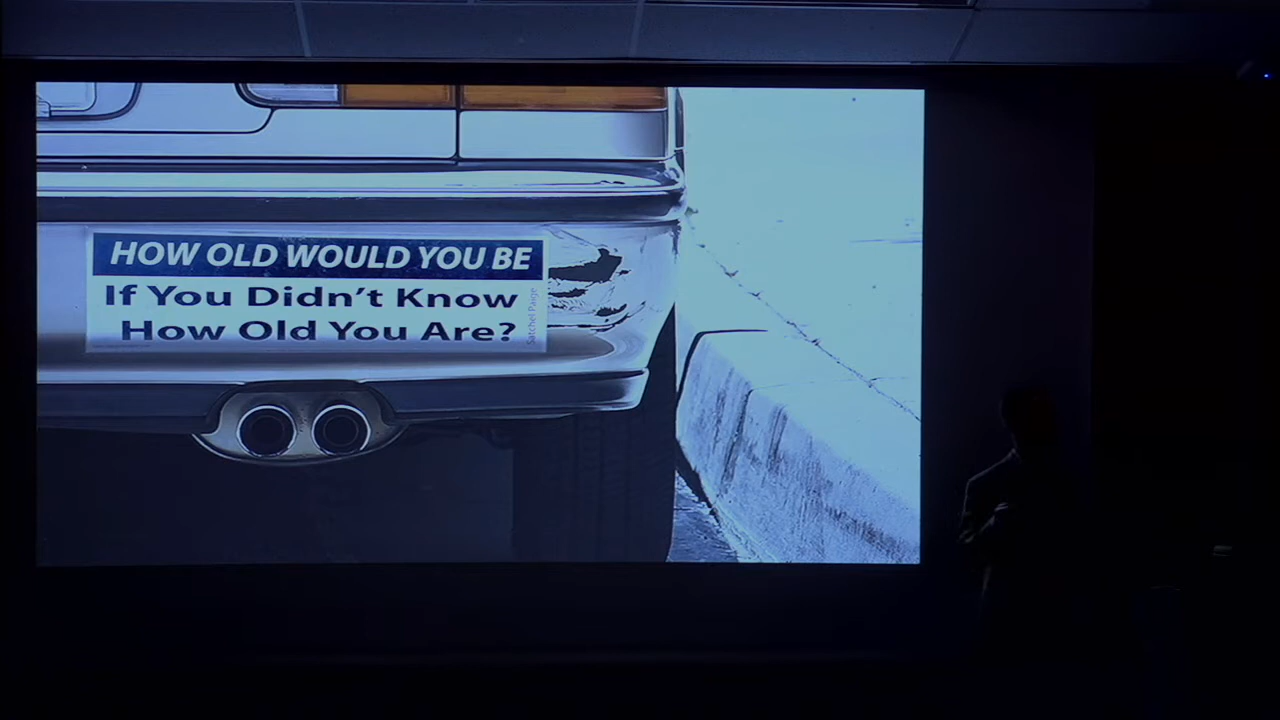 HOW OLD WOULD YOU BE
If You Didn't Know
How Old You Are?
Satchel Paige